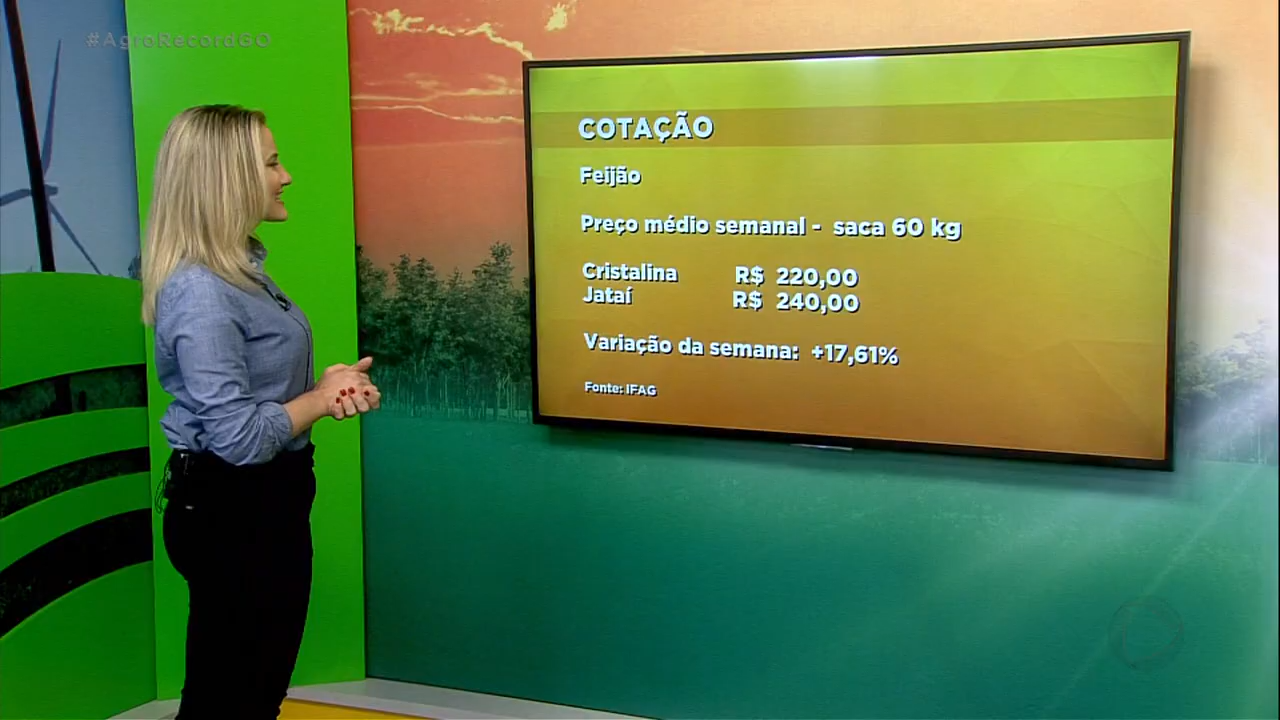 #AgroRecordGO
COTAÇÃO
Feijão
Preço médio semanal - saca 60 kg
Cristalina R$ 220,00
Jataí R$ 240,00
Variação da semana: +17,61%
Fonte: IFAG